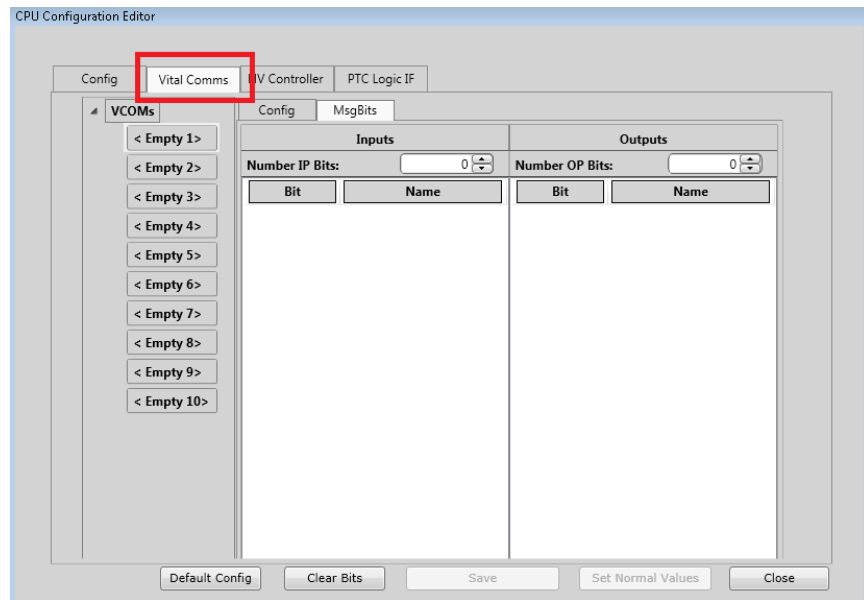 CPU Configuration Editor
Config Vital Comms NV Controller PTC Logic IF
VCOMs Config MsgBits
< Empty 1> Inputs Outputs
< Empty 2> Number IP Bits: 0 Number OP Bits: 0
< Empty 3> Bit Name Bit Name
< Empty 4>
< Empty 5>
< Empty 6>
< Empty 7>
< Empty 8>
< Empty 9>
< Empty 10>
Default Config Clear Bits Save Set Normal Values Close